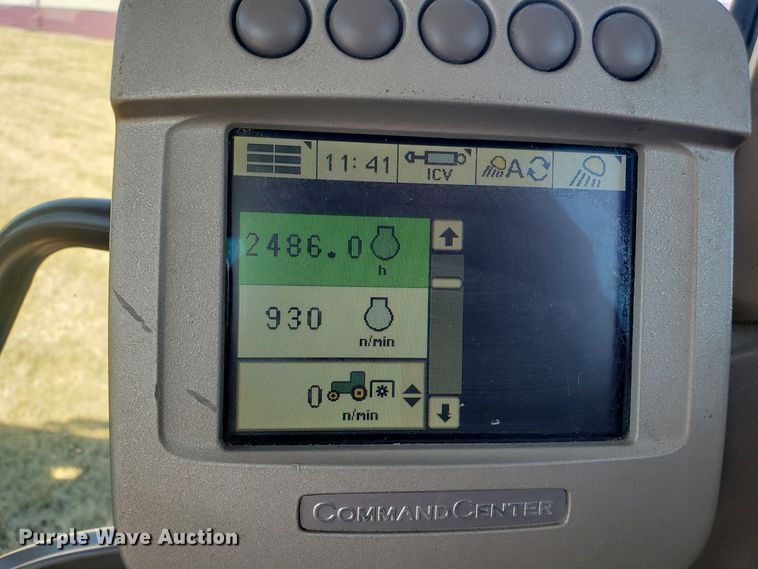 11:41
ICV
A
2486.0
h
930
n/min
0
n/min
COMMANDCENTER
Purple Wave Auction